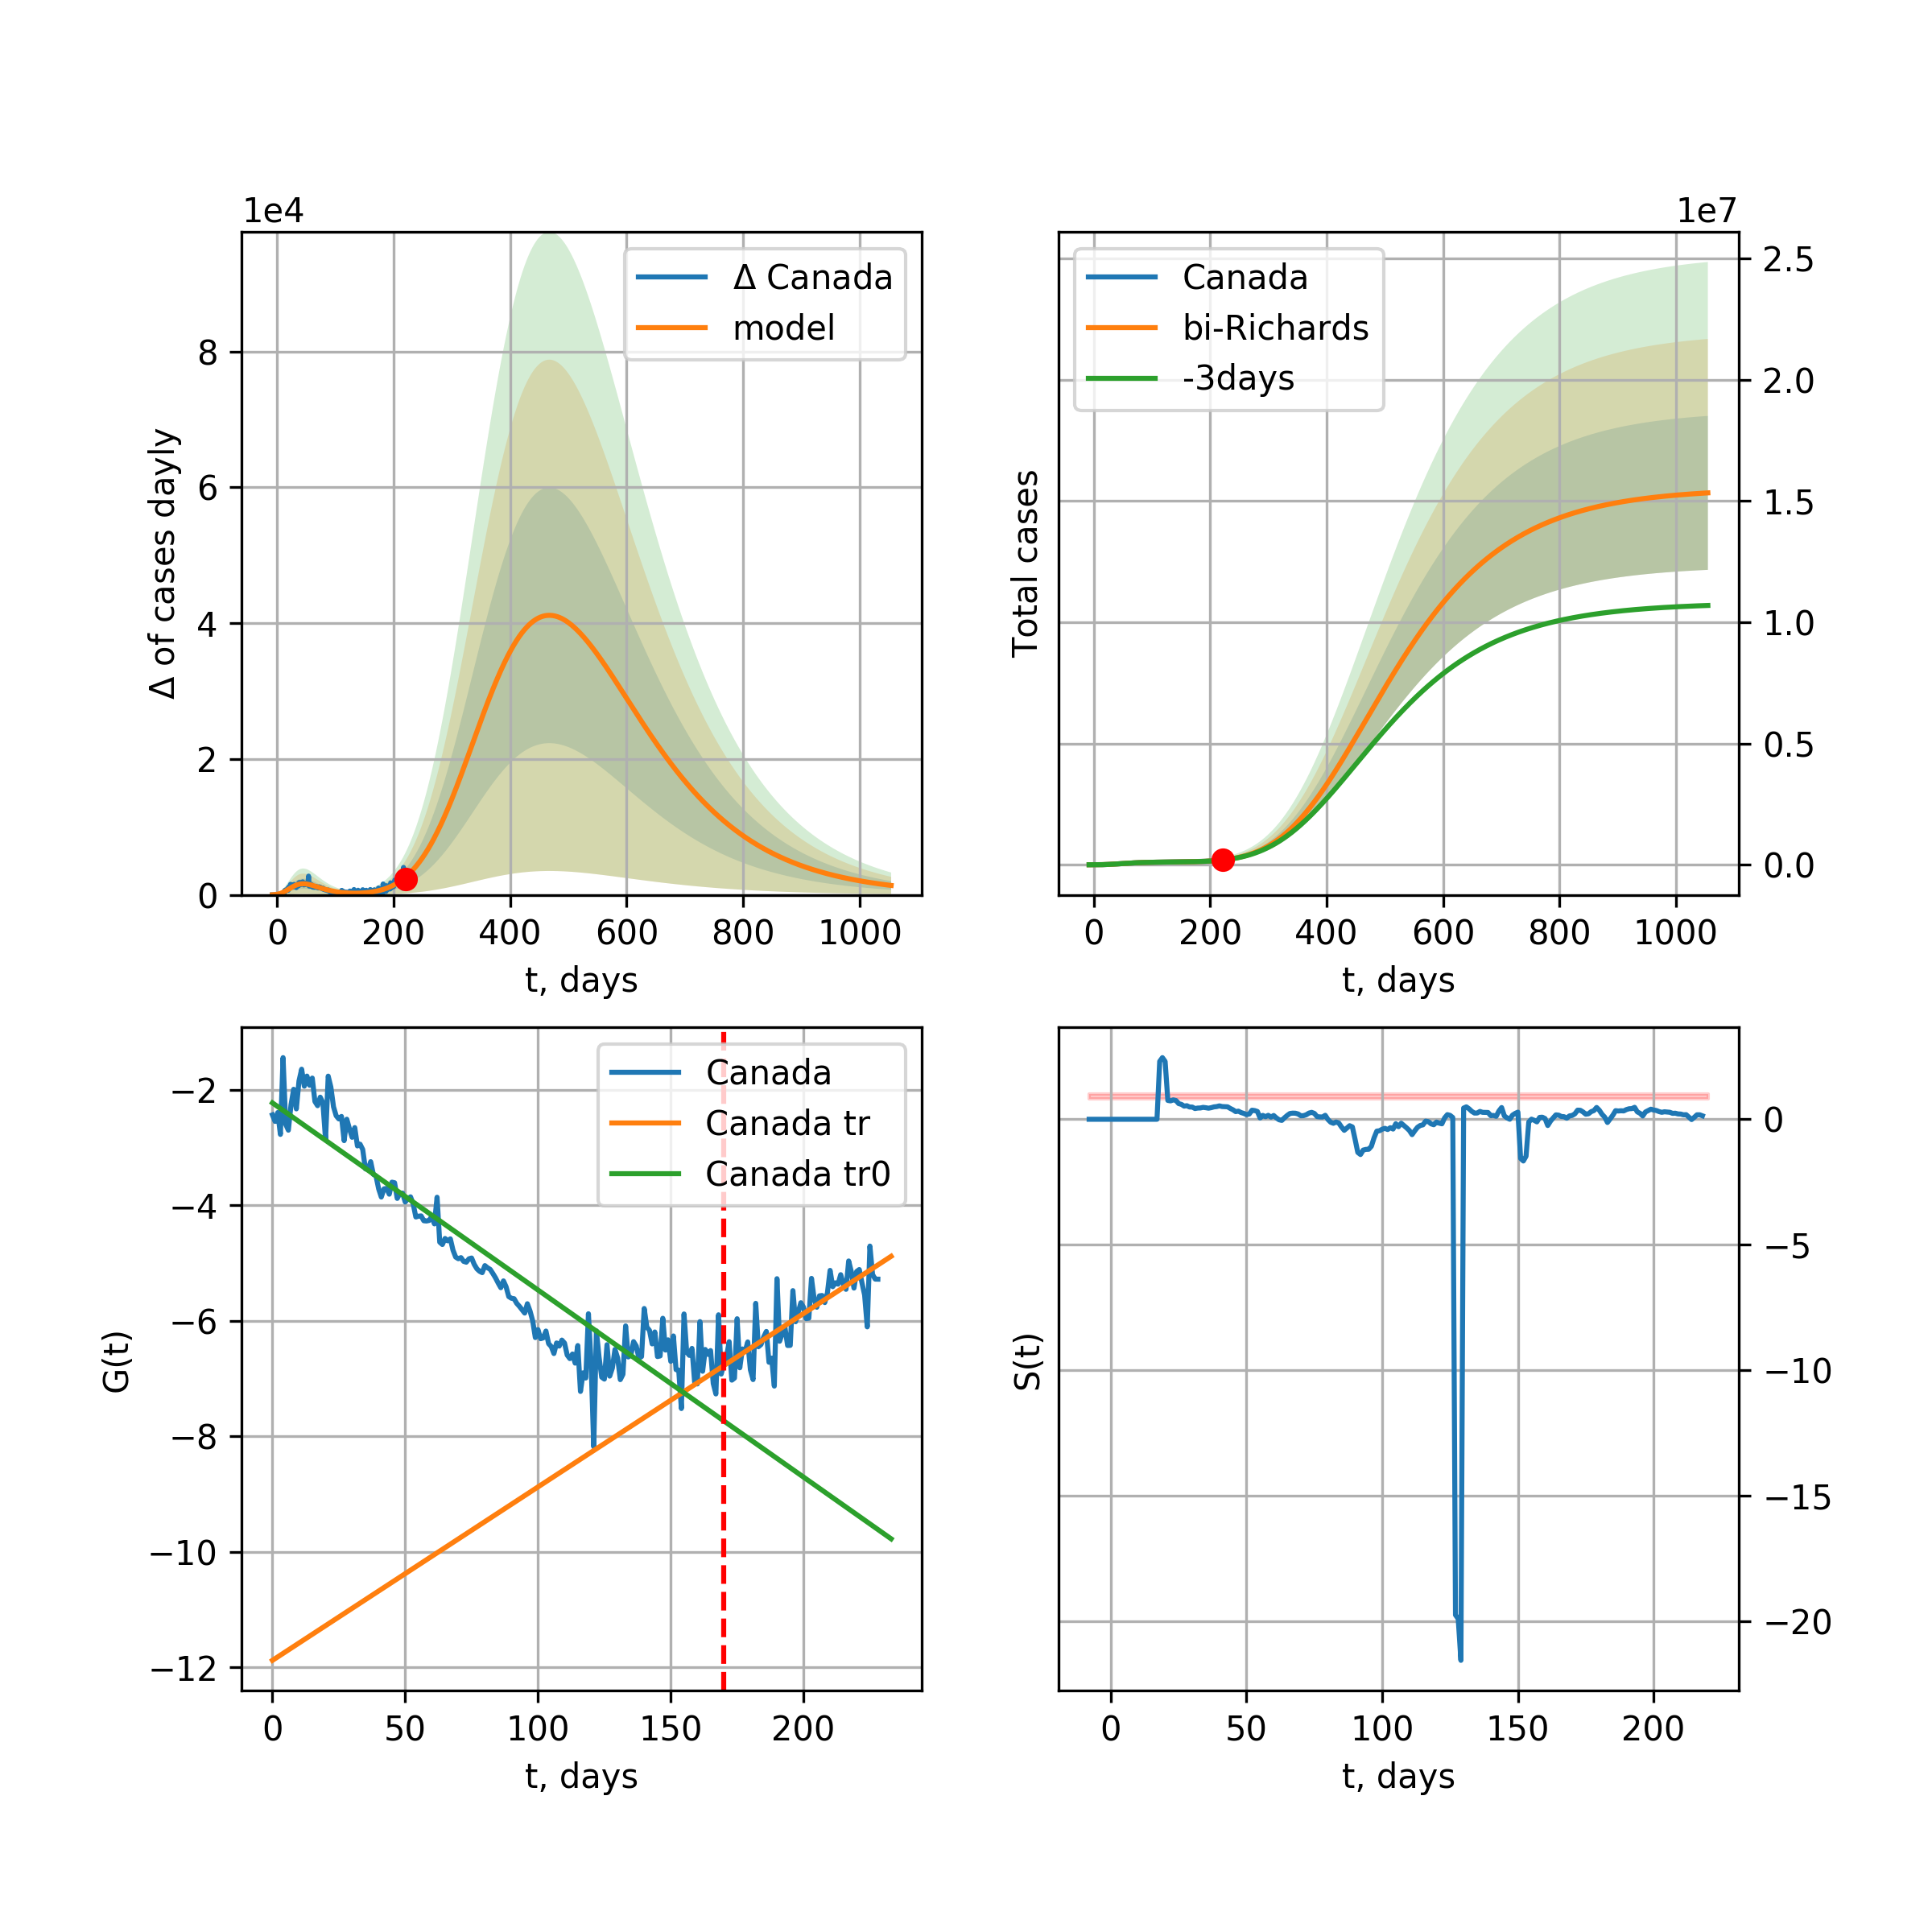 1e4
Δ of cases dayly
8
6
4
2
0
Δ Canada
model
0 200 400 600 800 1000
t, days
1e7
Total cases
Canada
bi-Richards
-3days
2.5
2.0
1.5
1.0
0.5
0.0
0 200 400 600 800 1000
t, days
G(t)
−2
−4
−6
−8
−10
−12
Canada
Canada tr
Canada tr0
0 50 100 150 200
t, days
S(t)
0
−5
−10
−15
−20
0 50 100 150 200
t, days